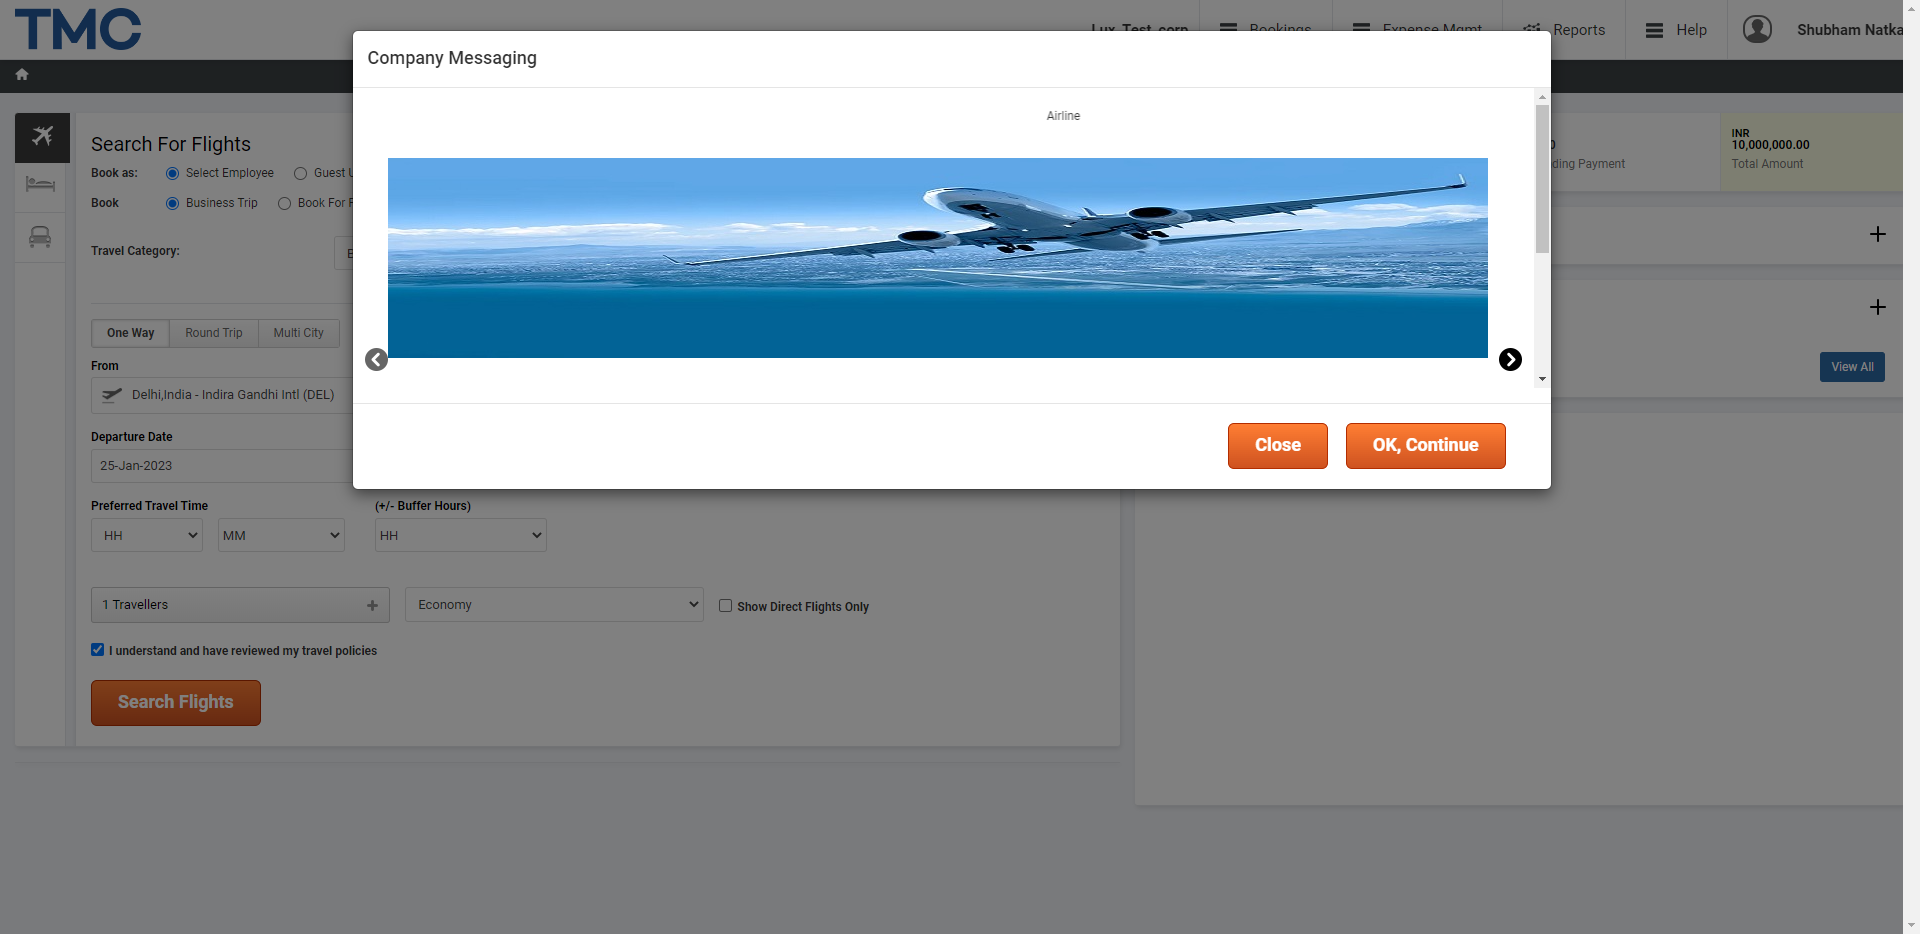 TMC
Lux_Test_corp
Bookings
Expense Mgmt
Reports
Help
Shubham Natka
Company Messaging
Airline
Close
OK, Continue
Search For Flights
Book as:
Select Employee
Guest U
Book
Business Trip
Book For P
Travel Category:
B
One Way
Round Trip
Multi City
From
Delhi,India - Indira Gandhi Intl (DEL)
Departure Date
25-Jan-2023
Preferred Travel Time
(+/- Buffer Hours)
HH
MM
HH
1 Travellers
Economy
Show Direct Flights Only
I understand and have reviewed my travel policies
Search Flights
0
ding Payment
INR
10,000,000.00
Total Amount
View All